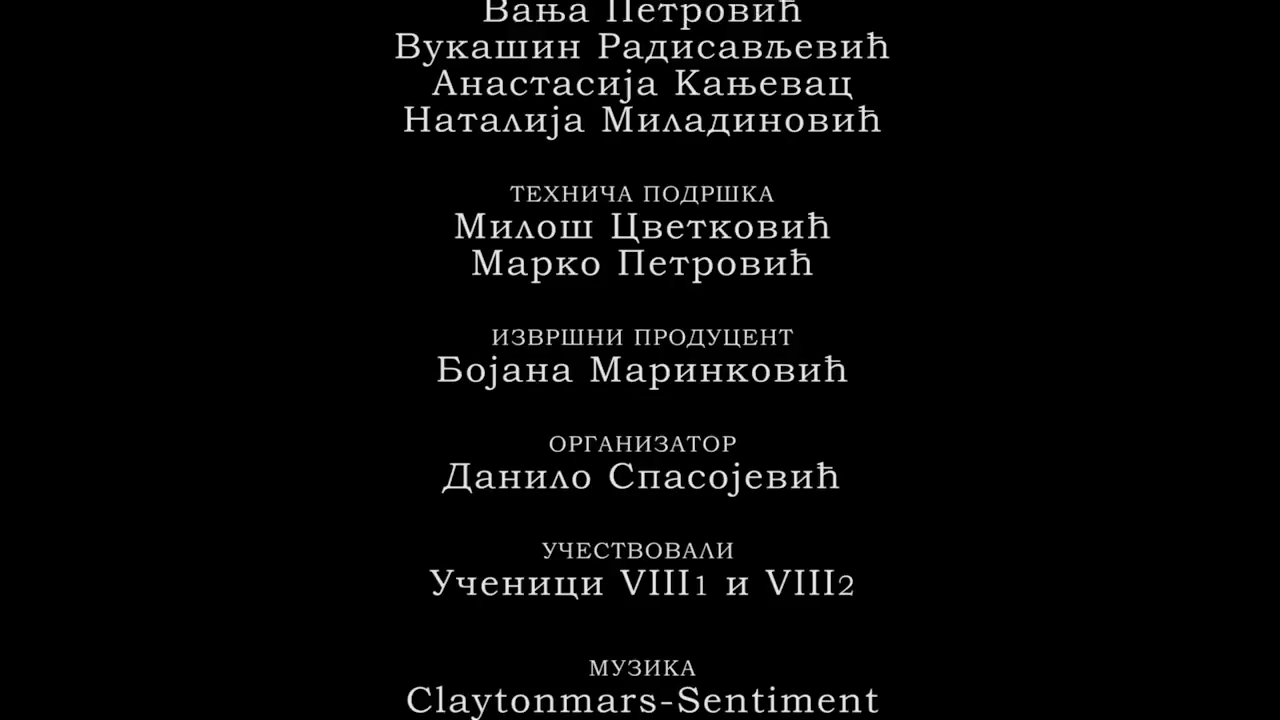 Вања Петровић
Вукашин Радисављевић
Анастасија Кањевац
Наталија Миладиновић
ТЕХНИЧА ПОДРШКА
Милош Цветковић
Марко Петровић
ИЗВРШНИ ПРОДУЦЕНТ
Бојана Маринковић
ОРГАНИЗАТОР
Данило Спасојевић
УЧЕСТВОВАЛИ
Ученици VIII1 и VIII2
МУЗИКА
Claytonmars-Sentiment